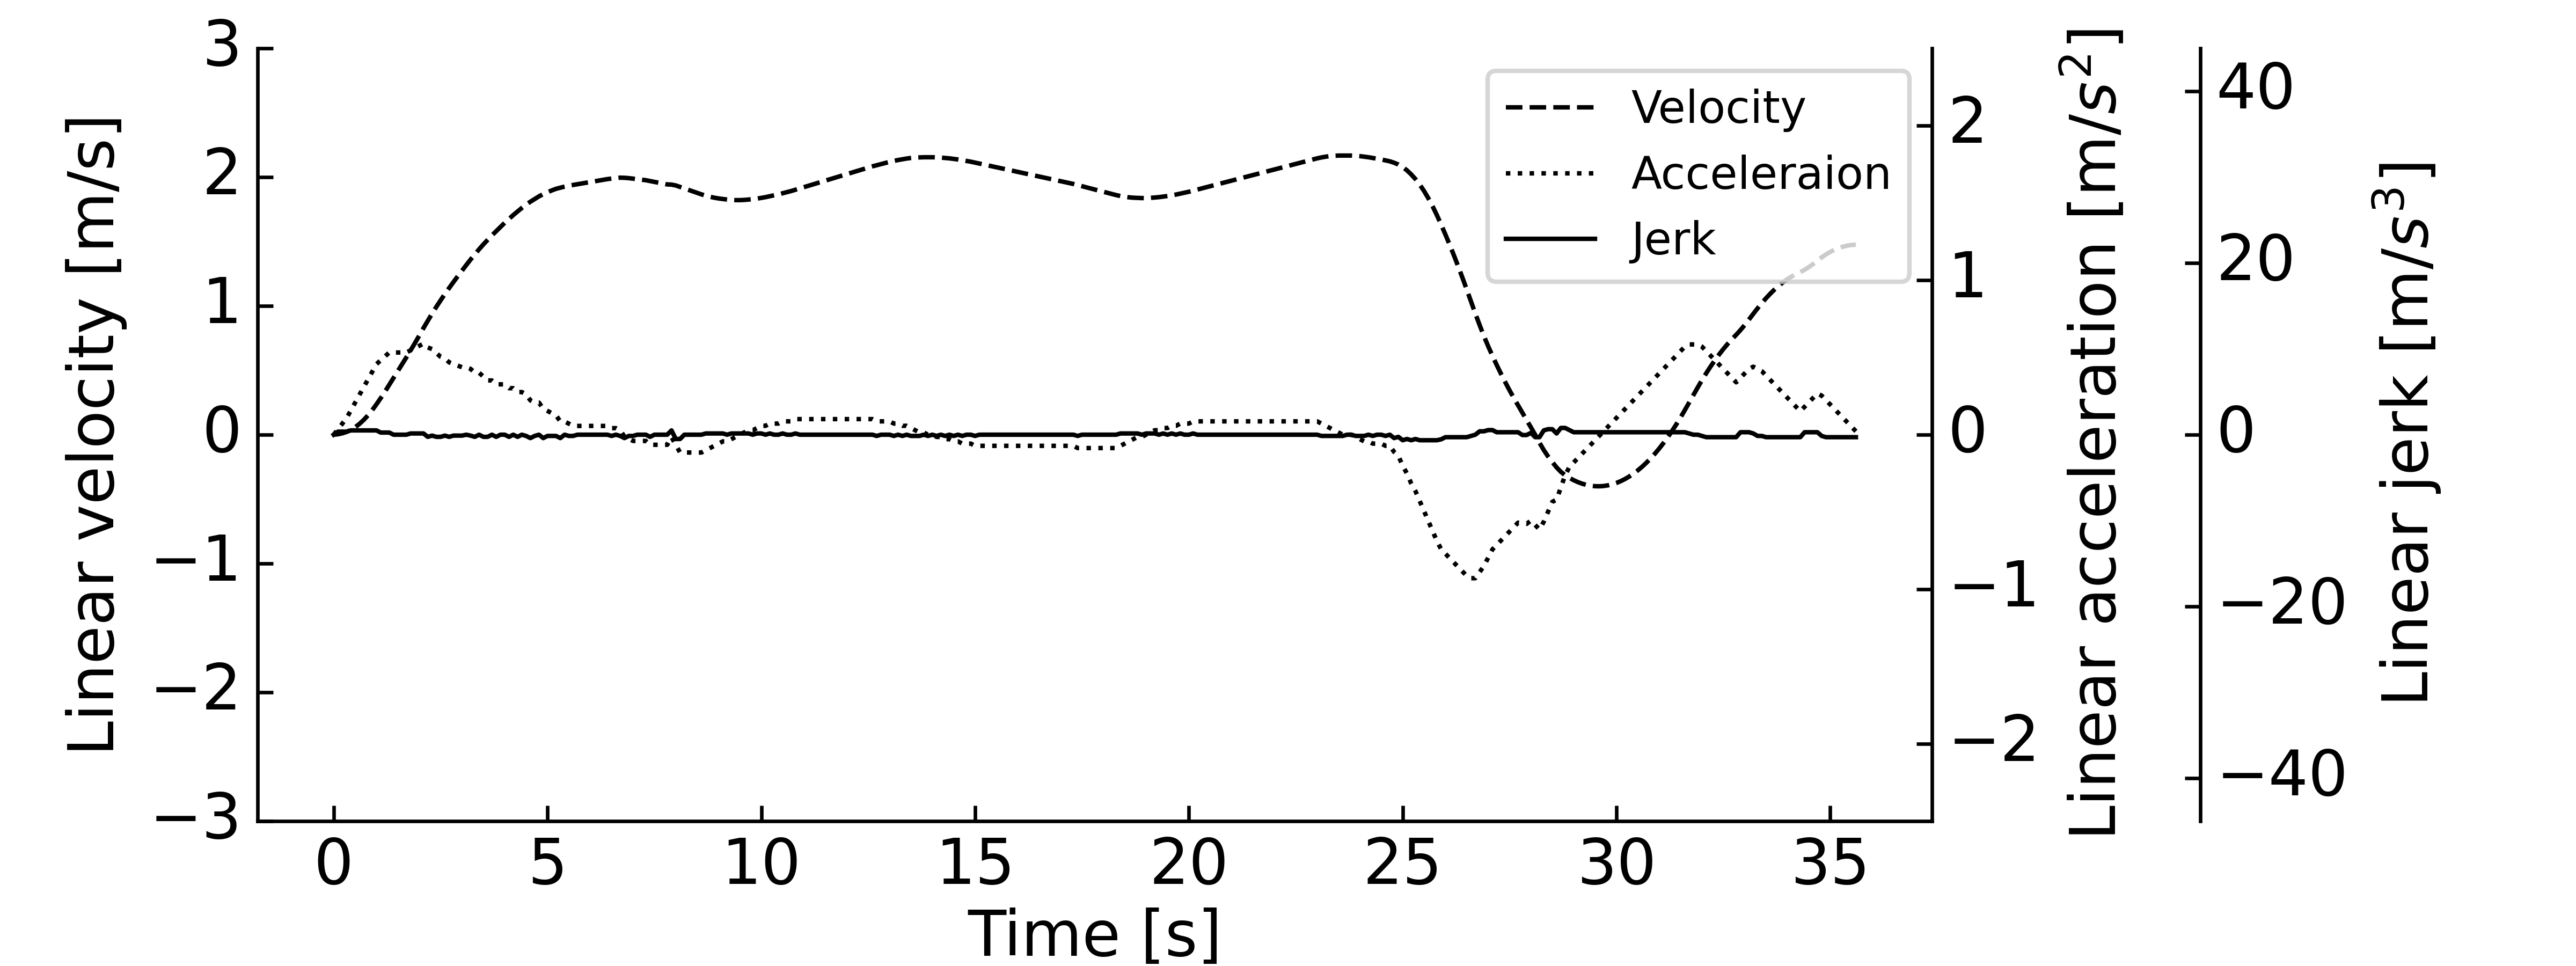 Linear velocity [m/s]
3
2
1
0
−1
−2
−3
0 5 10 15 20 25 30 35
Time [s]
Velocity
Acceleraion
Jerk
2
1
0
−1
−2
Linear acceleration [m/s²]
40
20
0
−20
−40
Linear jerk [m/s³]